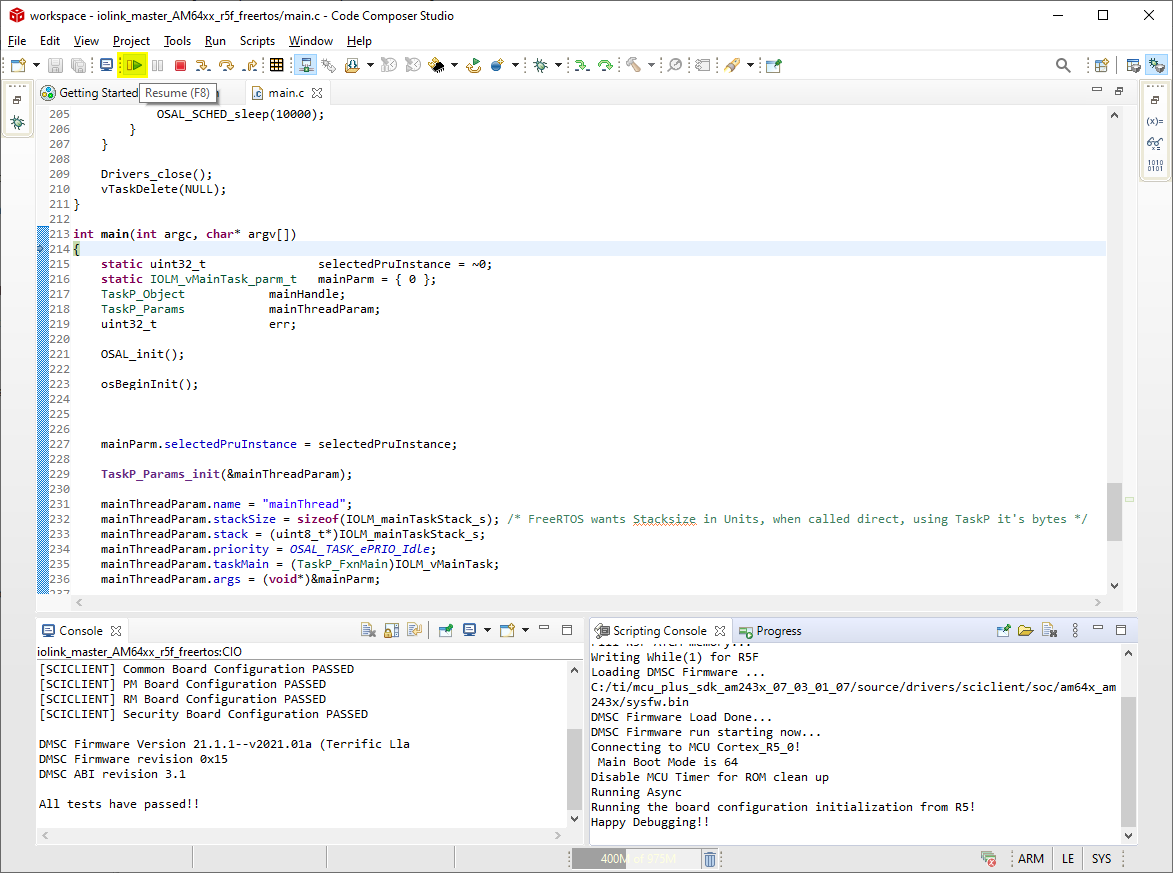 workspace - iolink_master_AM64xx_r5f_freertos/main.c - Code Composer Studio
File Edit View Project Tools Run Scripts Window Help
Getting Started
Resume (F8)
main.c
205 OSAL_SCHED_sleep(10000);
206 }
207 }
208
209 Drivers_close();
210 vTaskDelete(NULL);
211 }
212
213 int main(int argc, char* argv[])
214 {
215 static uint32_t selectedPruInstance = ~0;
216 static IOLM_vMainTask_parm_t mainParm = { 0 };
217 TaskP_Object mainHandle;
218 TaskP_Params mainThreadParam;
219 uint32_t err;
220
221 OSAL_init();
222
223 osBeginInit();
224
225
226
227 mainParm.selectedPruInstance = selectedPruInstance;
228
229 TaskP_Params_init(&mainThreadParam);
230
231 mainThreadParam.name = "mainThread";
232 mainThreadParam.stackSize = sizeof(IOLM_mainTaskStack_s); /* FreeRTOS wants Stacksize in Units, when called direct, using TaskP it's bytes */
233 mainThreadParam.stack = (uint8_t*)IOLM_mainTaskStack_s;
234 mainThreadParam.priority = OSAL_TASK_ePRIO_Idle;
235 mainThreadParam.taskMain = (TaskP_FxnMain)IOLM_vMainTask;
236 mainThreadParam.args = (void*)&mainParm;
237
(x)=
1010
0101
Console
iolink_master_AM64xx_r5f_freertos:CIO
[SCICLIENT] Common Board Configuration PASSED
[SCICLIENT] PM Board Configuration PASSED
[SCICLIENT] RM Board Configuration PASSED
[SCICLIENT] Security Board Configuration PASSED
DMSC Firmware Version 21.1.1--v2021.01a (Terrific Lla
DMSC Firmware revision 0x15
DMSC ABI revision 3.1
All tests have passed!!
Scripting Console
Progress
Fill R5F ATCM memory...
Writing While(1) for R5F
Loading DMSC Firmware ...
C:/ti/mcu_plus_sdk_am243x_07_03_01_07/source/drivers/sciclient/soc/am64x_am
243x/sysfw.bin
DMSC Firmware Load Done...
DMSC Firmware run starting now...
Connecting to MCU Cortex_R5_0!
Main Boot Mode is 64
Disable MCU Timer for ROM clean up
Running Async
Running the board configuration initialization from R5!
Happy Debugging!!
400M of 975M
ARM LE SYS